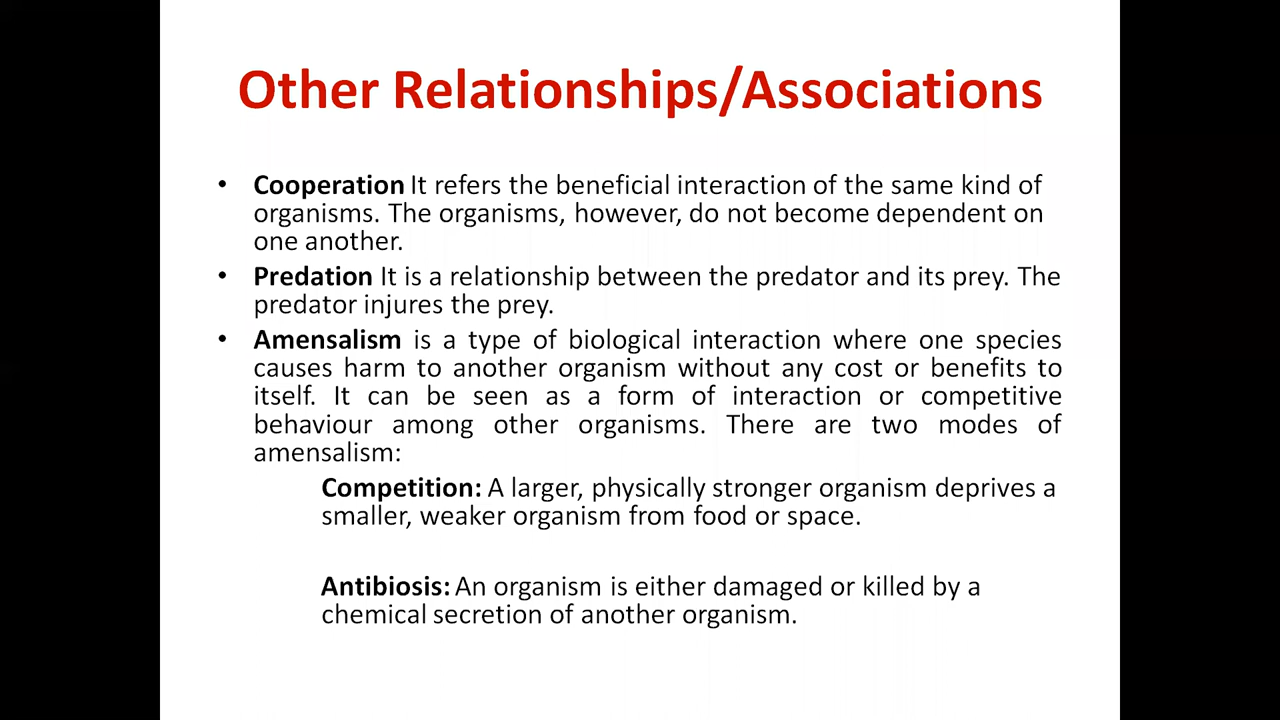 Other Relationships/Associations
• Cooperation It refers the beneficial interaction of the same kind of
organisms. The organisms, however, do not become dependent on
one another.
• Predation It is a relationship between the predator and its prey. The
predator injures the prey.
• Amensalism is a type of biological interaction where one species
causes harm to another organism without any cost or benefits to
itself. It can be seen as a form of interaction or competitive
behaviour among other organisms. There are two modes of
amensalism:
Competition: A larger, physically stronger organism deprives a
smaller, weaker organism from food or space.
Antibiosis: An organism is either damaged or killed by a
chemical secretion of another organism.